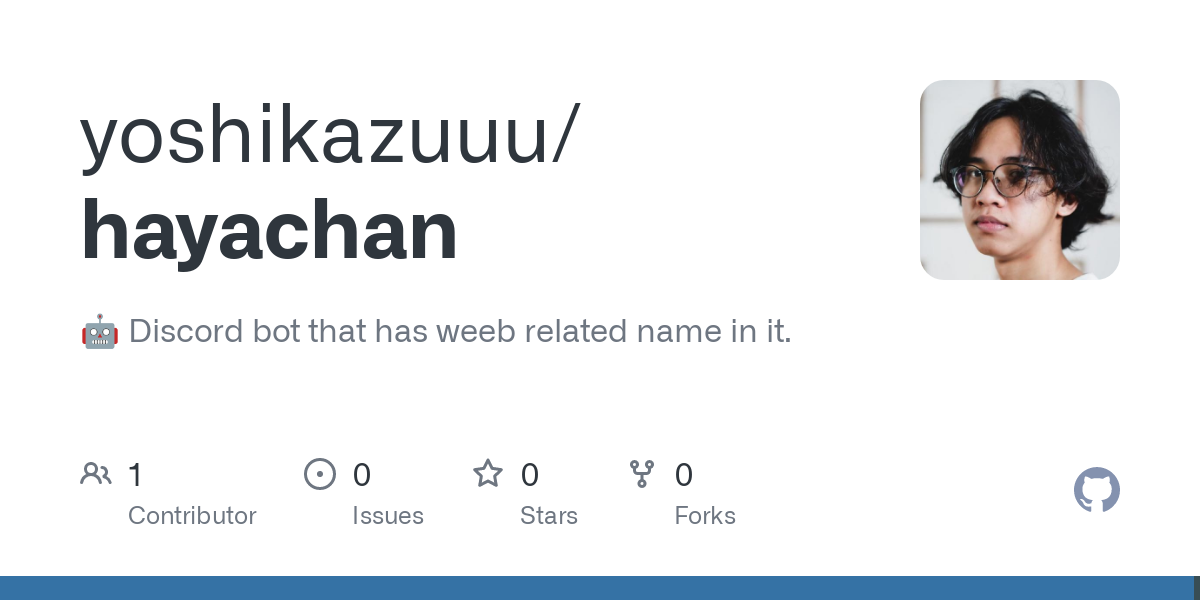 yoshikazuuu/
hayachan
🤖 Discord bot that has weeb related name in it.
1
Contributor
0
Issues
0
Stars
0
Forks